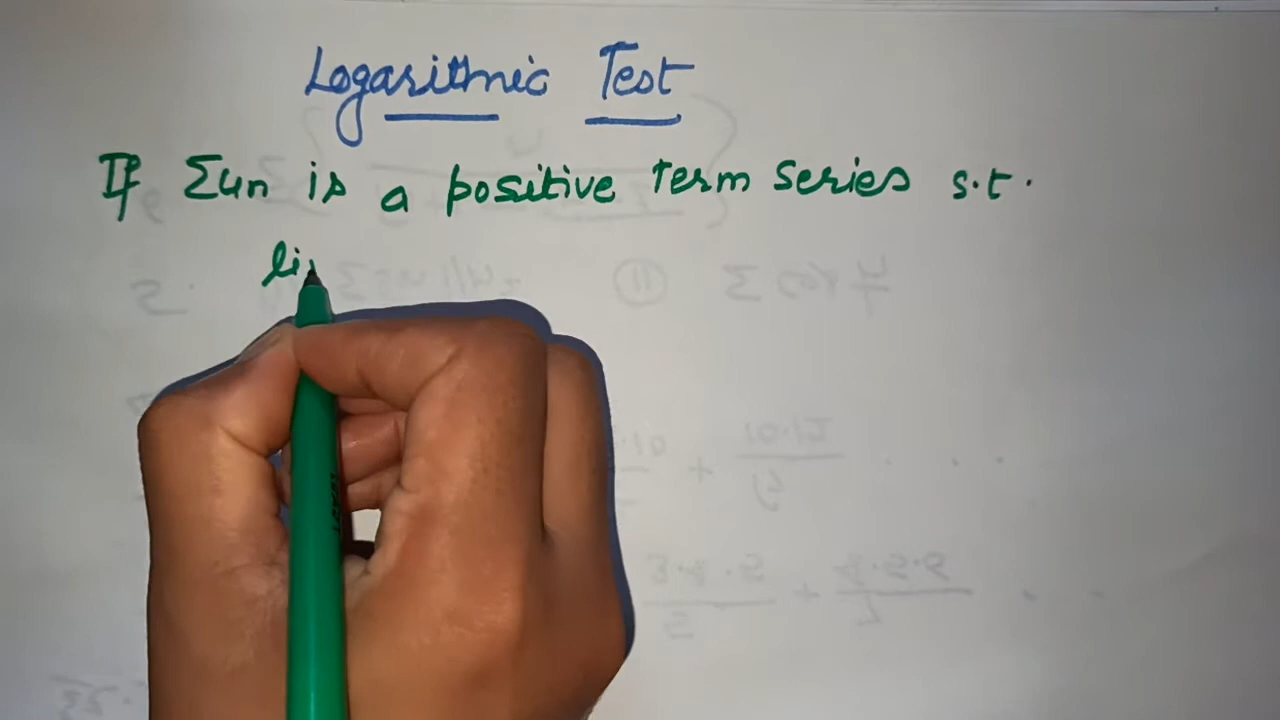 Logarithmic Test
If Σun is a positive term series s.t.
li